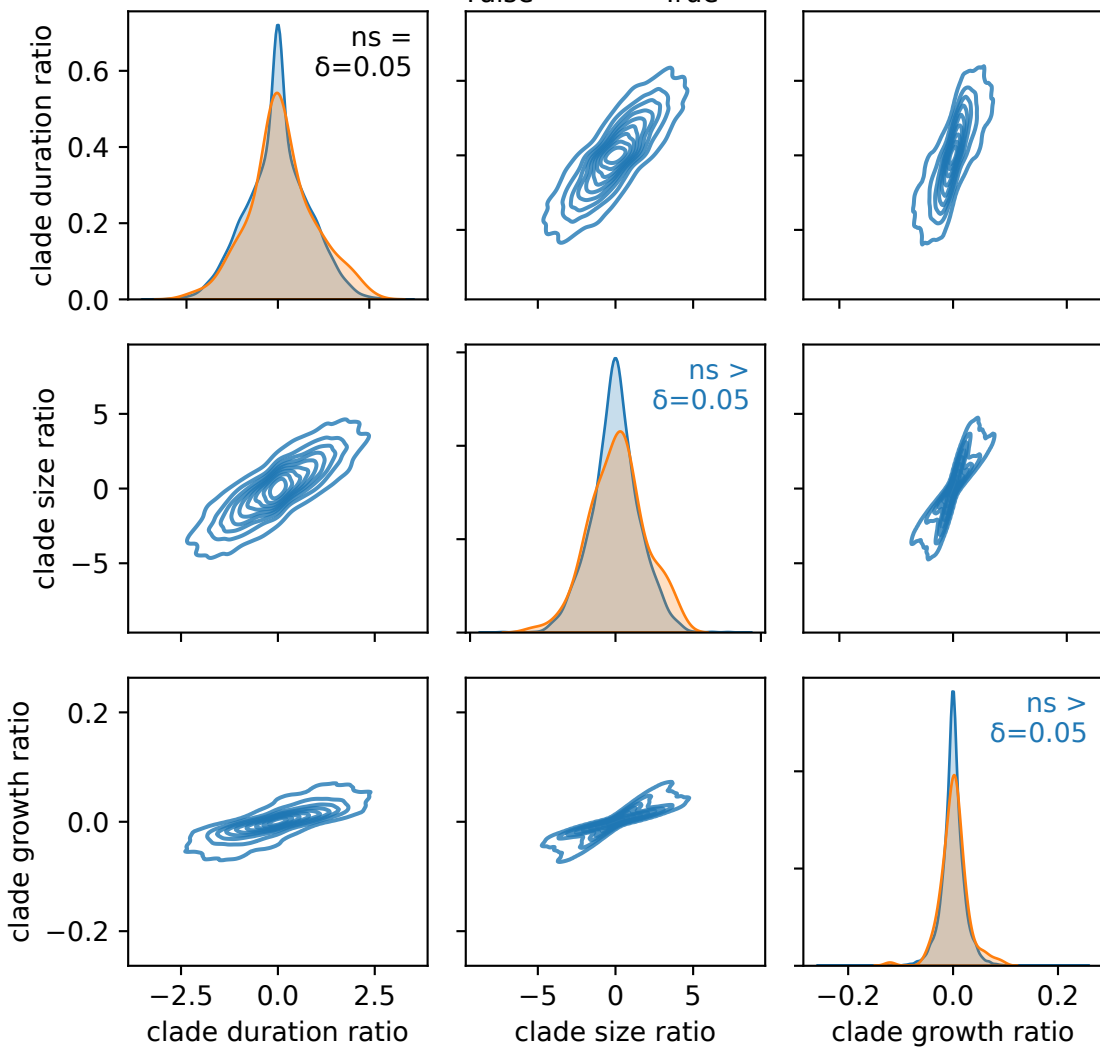 clade duration ratio
0.6
0.4
0.2
0.0
ns =
δ=0.05
clade size ratio
5
0
−5
ns >
δ=0.05
clade growth ratio
0.2
0.0
−0.2
ns >
δ=0.05
−2.5 0.0 2.5
−5 0 5
−0.2 0.0 0.2
clade duration ratio
clade size ratio
clade growth ratio